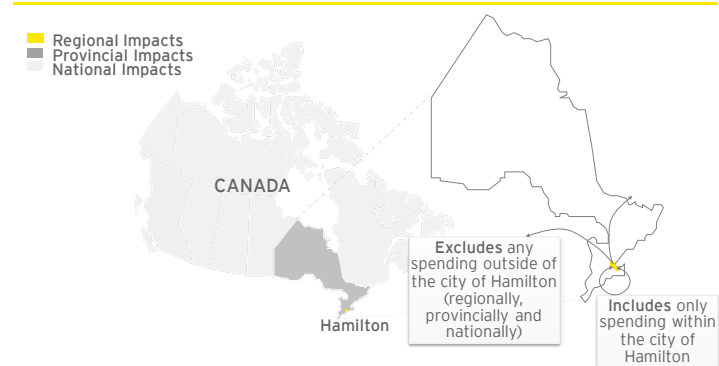 Regional Impacts
Provincial Impacts
National Impacts
CANADA
Hamilton
Excludes any
spending outside of
the city of Hamilton
(regionally,
provincially and
nationally)
Includes only
spending within
the city of
Hamilton